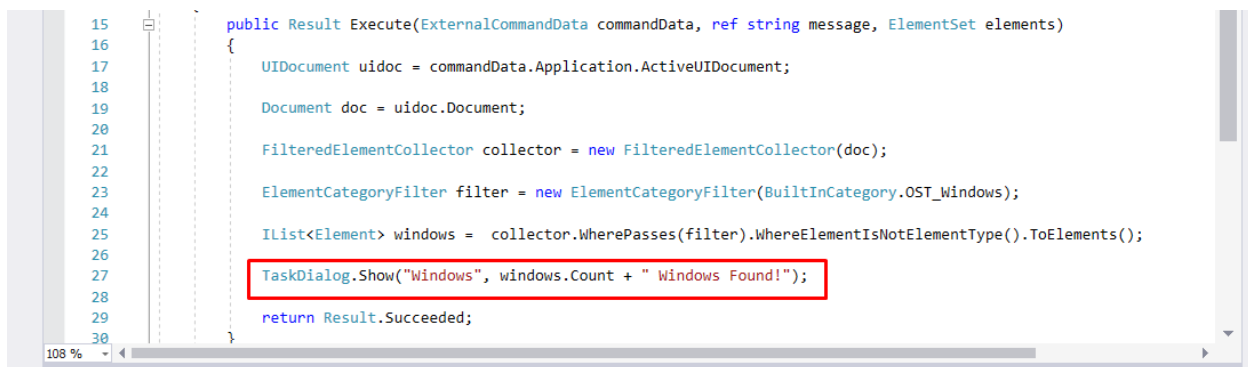 15 public Result Execute(ExternalCommandData commandData, ref string message, ElementSet elements)
16 {
17 UIDocument uidoc = commandData.Application.ActiveUIDocument;
18
19 Document doc = uidoc.Document;
20
21 FilteredElementCollector collector = new FilteredElementCollector(doc);
22
23 ElementCategoryFilter filter = new ElementCategoryFilter(BuiltInCategory.OST_Windows);
24
25 IList<Element> windows =  collector.WherePasses(filter).WhereElementIsNotElementType().ToElements();
26
27 TaskDialog.Show("Windows", windows.Count + " Windows Found!");
28
29 return Result.Succeeded;
30 }
108 %